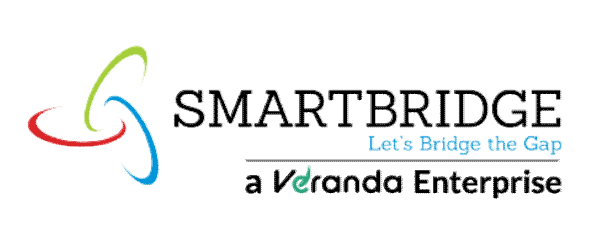 SMARTBRIDGE
Let's Bridge the Gap
a Veranda Enterprise